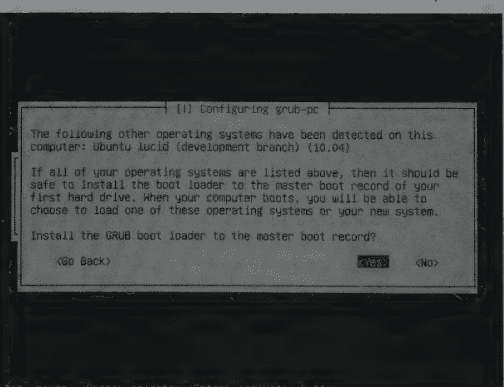 [!] Configuring grub-pc
The following other operating systems have been detected on this
computer: Ubuntu lucid (development branch) (10.04)
If all of your operating systems are listed above, then it should be
safe to install the boot loader to the master boot record of your
first hard drive. When your computer boots, you will be able to
choose to load one of these operating systems or your new system.
Install the GRUB boot loader to the master boot record?
<Go Back> <Yes> <No>